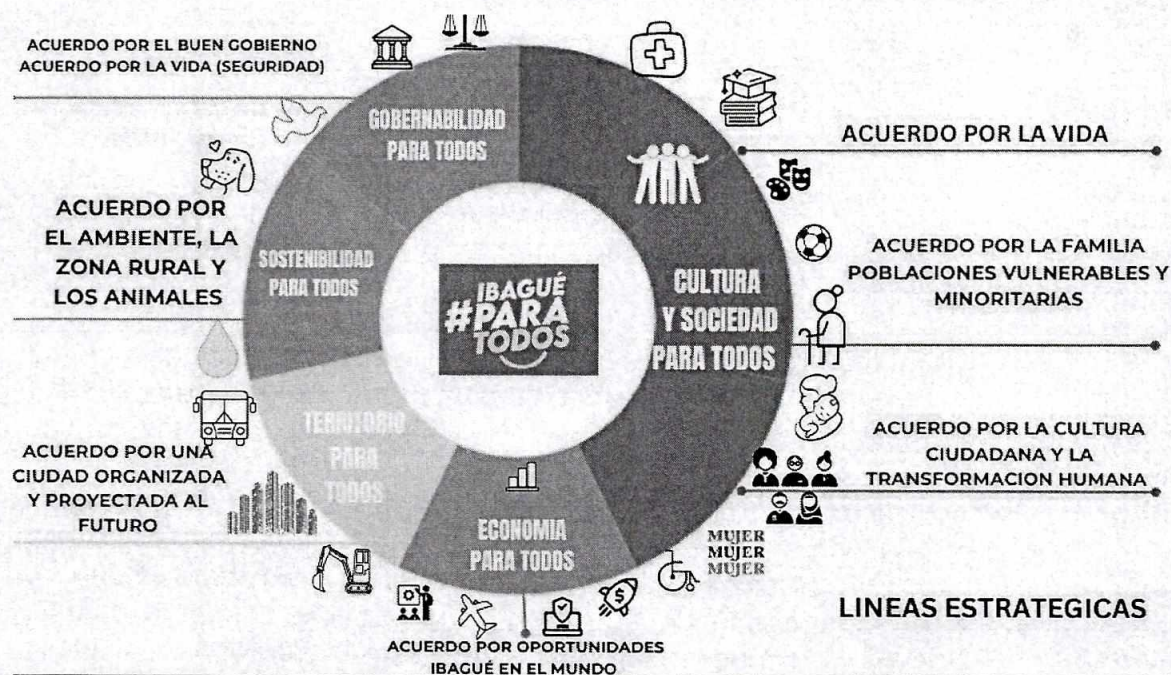 ACUERDO POR EL BUEN GOBIERNO
ACUERDO POR LA VIDA (SEGURIDAD)
GOBERNABILIDAD
PARA TODOS
ACUERDO POR LA VIDA
ACUERDO POR
EL AMBIENTE, LA
ZONA RURAL Y
LOS ANIMALES
SOSTENIBILIDAD
PARA TODOS
IBAGUÉ
#PARA
TODOS
CULTURA
Y SOCIEDAD
PARA TODOS
ACUERDO POR LA FAMILIA
POBLACIONES VULNERABLES Y
MINORITARIAS
TERRITORIO
PARA
TODOS
ACUERDO POR UNA
CIUDAD ORGANIZADA
Y PROYECTADA AL
FUTURO
ACUERDO POR LA CULTURA
CIUDADANA Y LA
TRANSFORMACION HUMANA
ECONOMIA
PARA TODOS
MUJER
MUJER
MUJER
$
LINEAS ESTRATEGICAS
ACUERDO POR OPORTUNIDADES
IBAGUÉ EN EL MUNDO